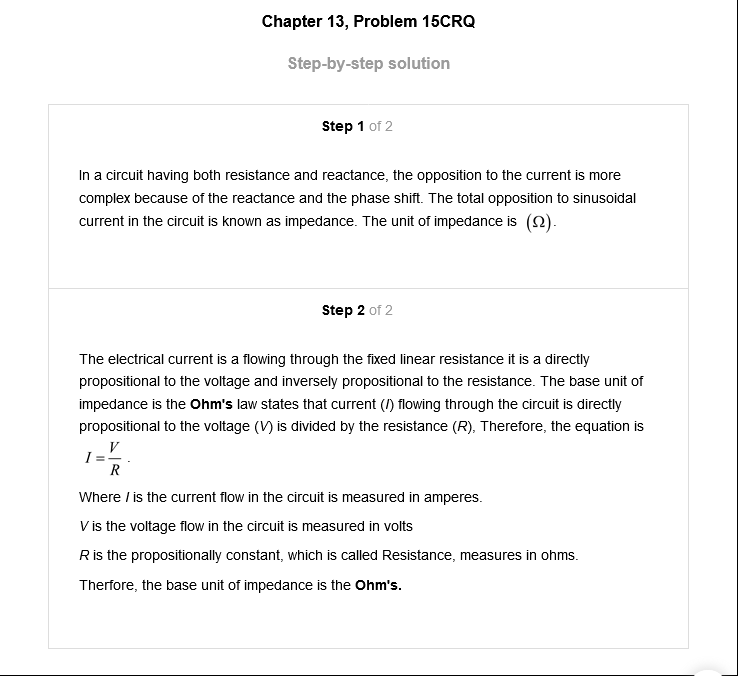 Chapter 13, Problem 15CRQ
Step-by-step solution
Step 1 of 2
In a circuit having both resistance and reactance, the opposition to the current is more
complex because of the reactance and the phase shift. The total opposition to sinusoidal
current in the circuit is known as impedance. The unit of impedance is (Ω).
Step 2 of 2
The electrical current is a flowing through the fixed linear resistance it is a directly
propositional to the voltage and inversely propositional to the resistance. The base unit of
impedance is the Ohm's law states that current (I) flowing through the circuit is directly
propositional to the voltage (V) is divided by the resistance (R), Therefore, the equation is
I = V/R .
Where I is the current flow in the circuit is measured in amperes.
V is the voltage flow in the circuit is measured in volts
R is the propositionally constant, which is called Resistance, measures in ohms.
Therfore, the base unit of impedance is the Ohm's.